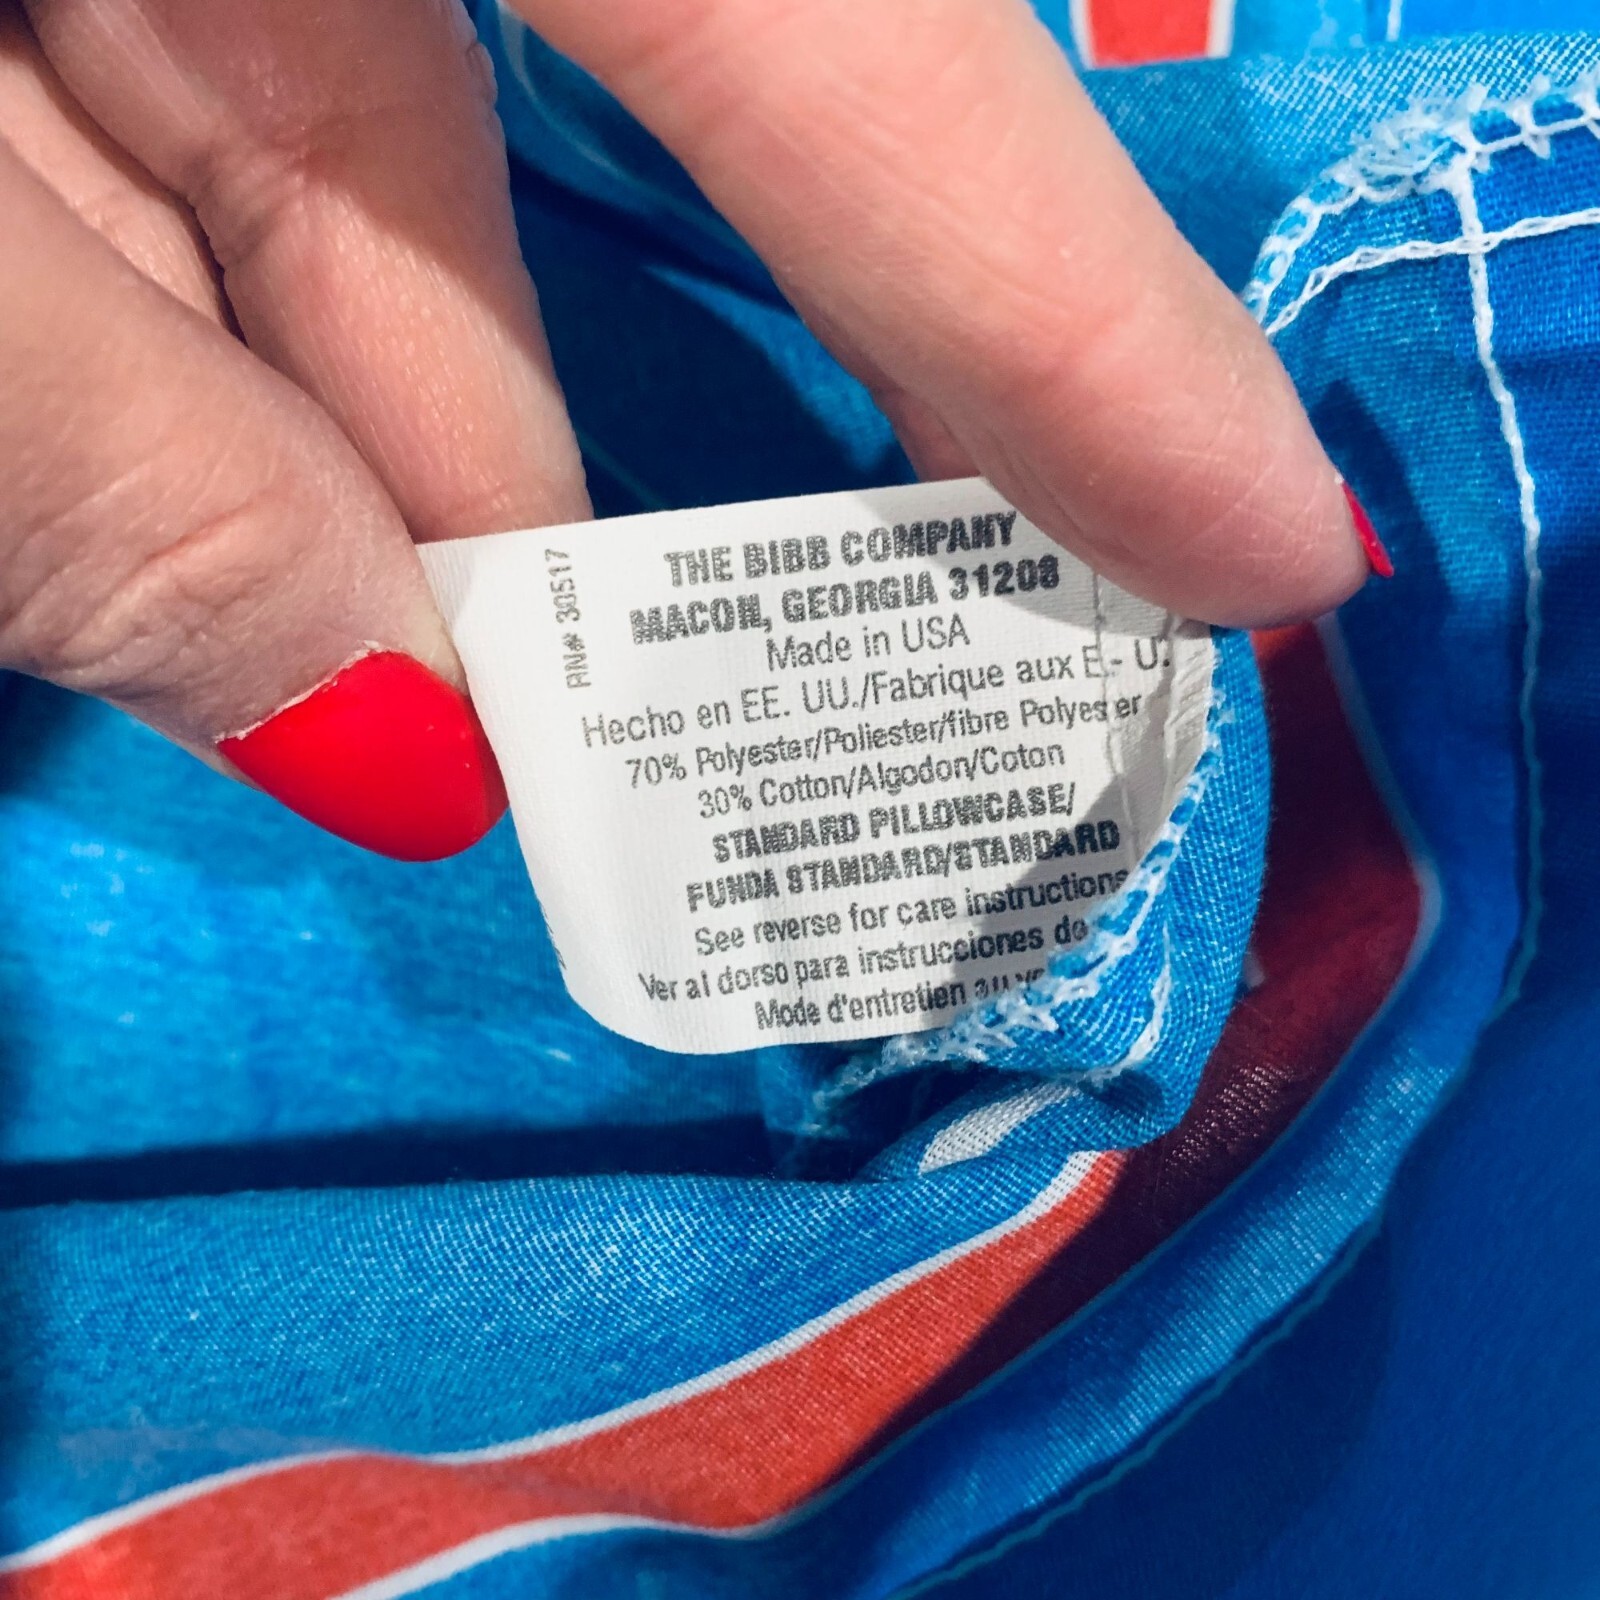 RN# 30517
THE BIBB COMPANY
MACON, GEORGIA 31208
Made in USA
Hecho en EE. UU./Fabrique aux E.- U.
70% Polyester/Poliester/fibre Polyester
30% Cotton/Algodon/Coton
STANDARD PILLOWCASE/
FUNDA STANDARD/STANDARD
See reverse for care instructions
Ver al dorso para instrucciones de
Mode d'entretien au